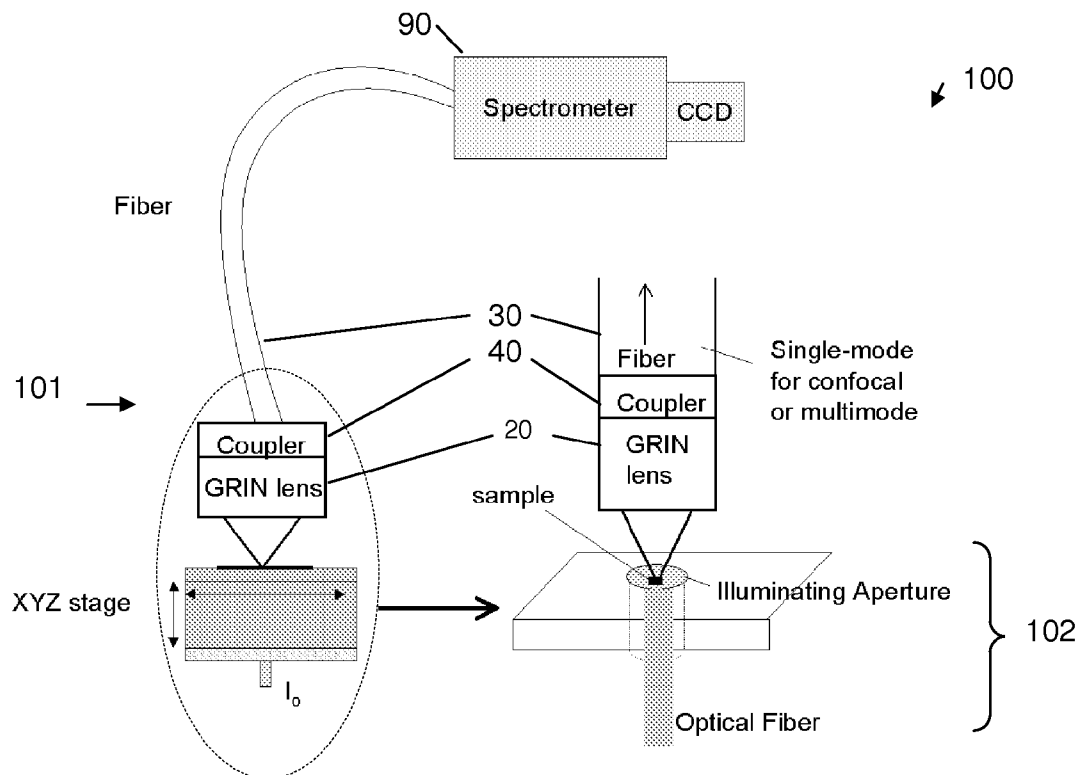 90
100
Spectrometer
CCD
Fiber
30
Fiber
Single-mode
for confocal
or multimode
40
101
Coupler
Coupler
20
GRIN
lens
GRIN lens
sample
XYZ stage
Illuminating Aperture
102
Io
Optical Fiber